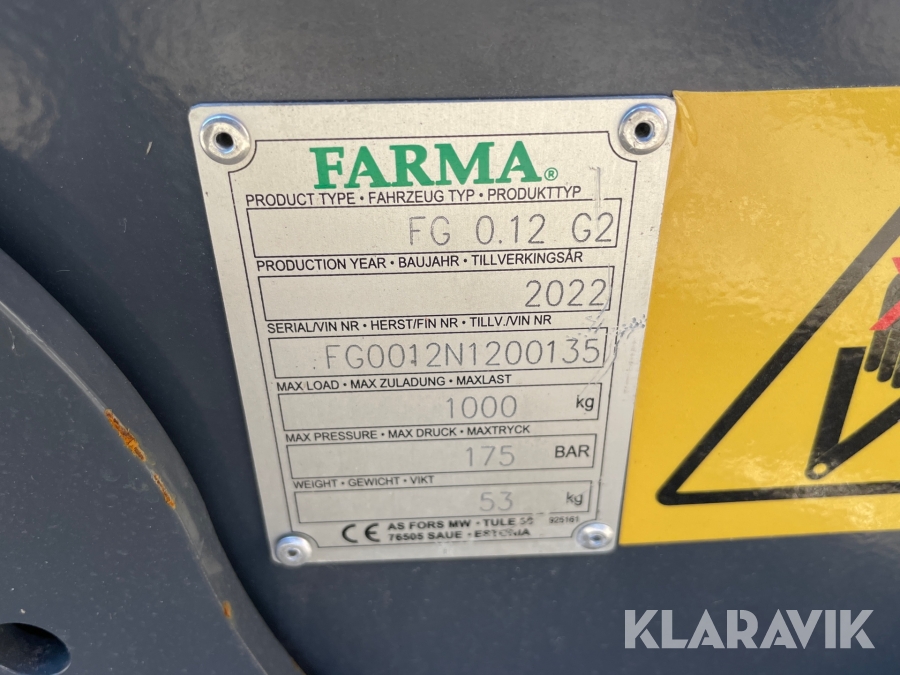 FARMA®
PRODUCT TYPE • FAHRZEUG TYP • PRODUKTTYP
FG 0.12 G2
PRODUCTION YEAR • BAUJAHR • TILLVERKINGSÅR
2022
SERIAL/VIN NR • HERST/FIN NR • TILLV./VIN NR
FG0012N1200135
MAX LOAD • MAX ZULADUNG • MAXLAST
1000 kg
MAX PRESSURE • MAX DRUCK • MAXTRYCK
175 BAR
WEIGHT • GEWICHT • VIKT
53 kg
CE AS FORS MW • TULE 925161
76505 SAUE • ESTONIA
KLARAVIK